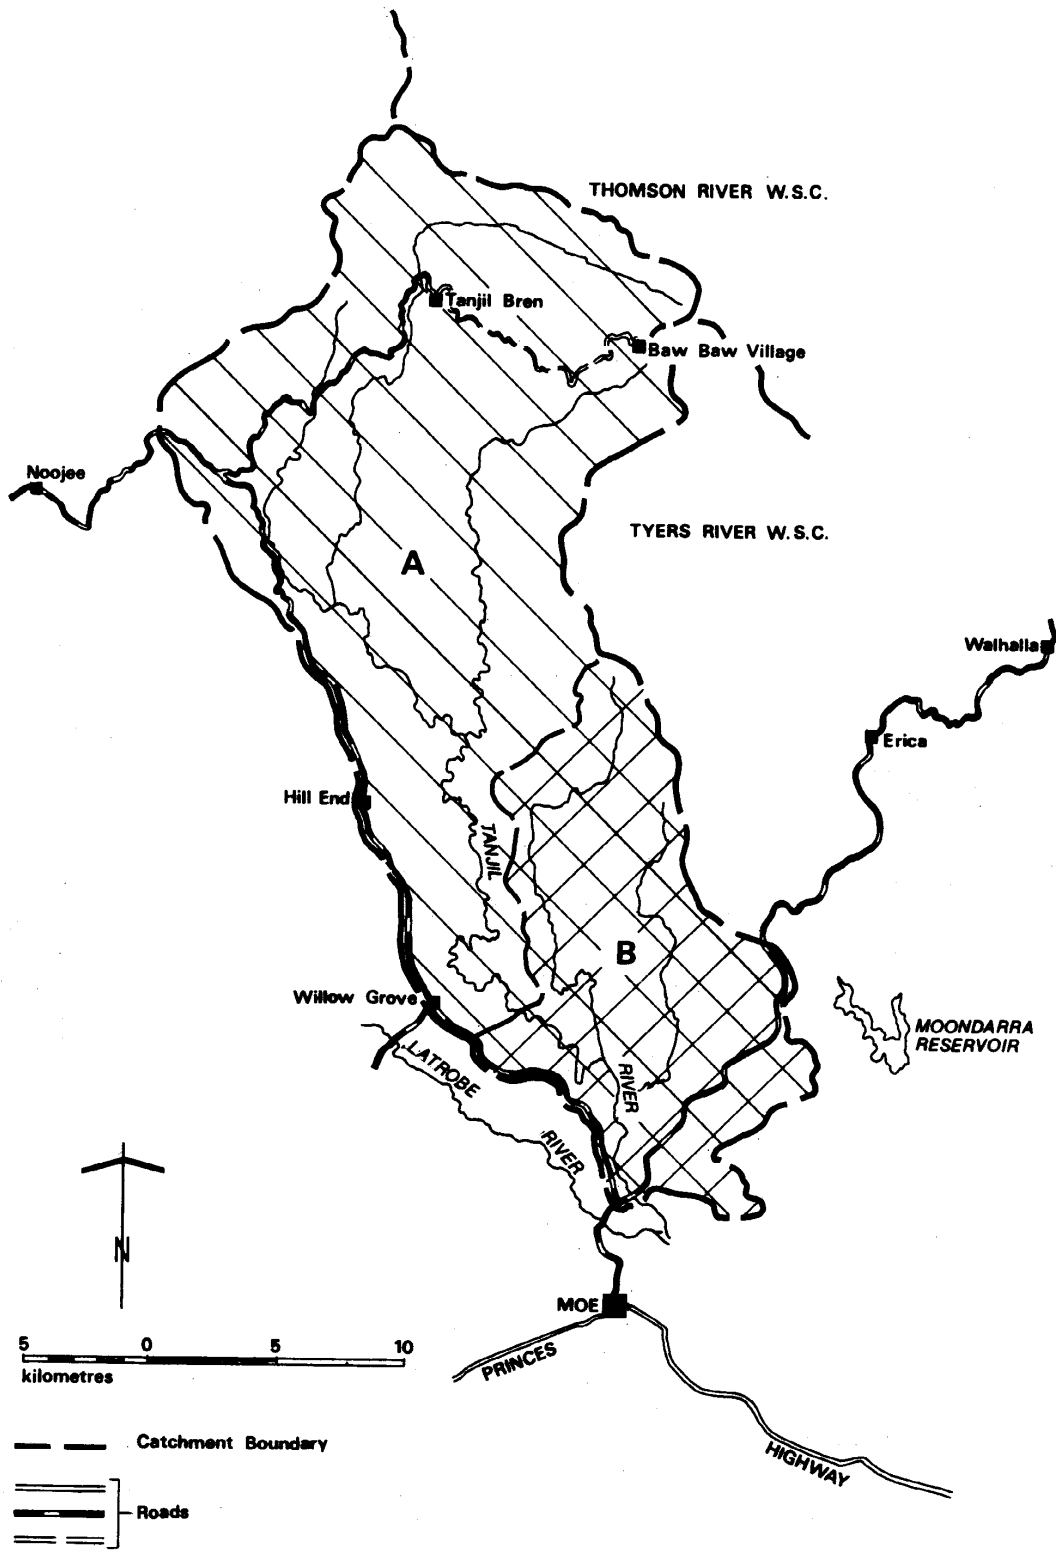 THOMSON RIVER W.S.C.
Tanjil Bren
Baw Baw Village
Noojee
TYERS RIVER W.S.C.
A
Walhalla
Erica
Hill End
TANJIL
B
Willow Grove
MOONDARRA
RESERVOIR
LATROBE
RIVER
RIVER
N
MOE
5 0 5 10
kilometres
PRINCES
HIGHWAY
Catchment Boundary
Roads